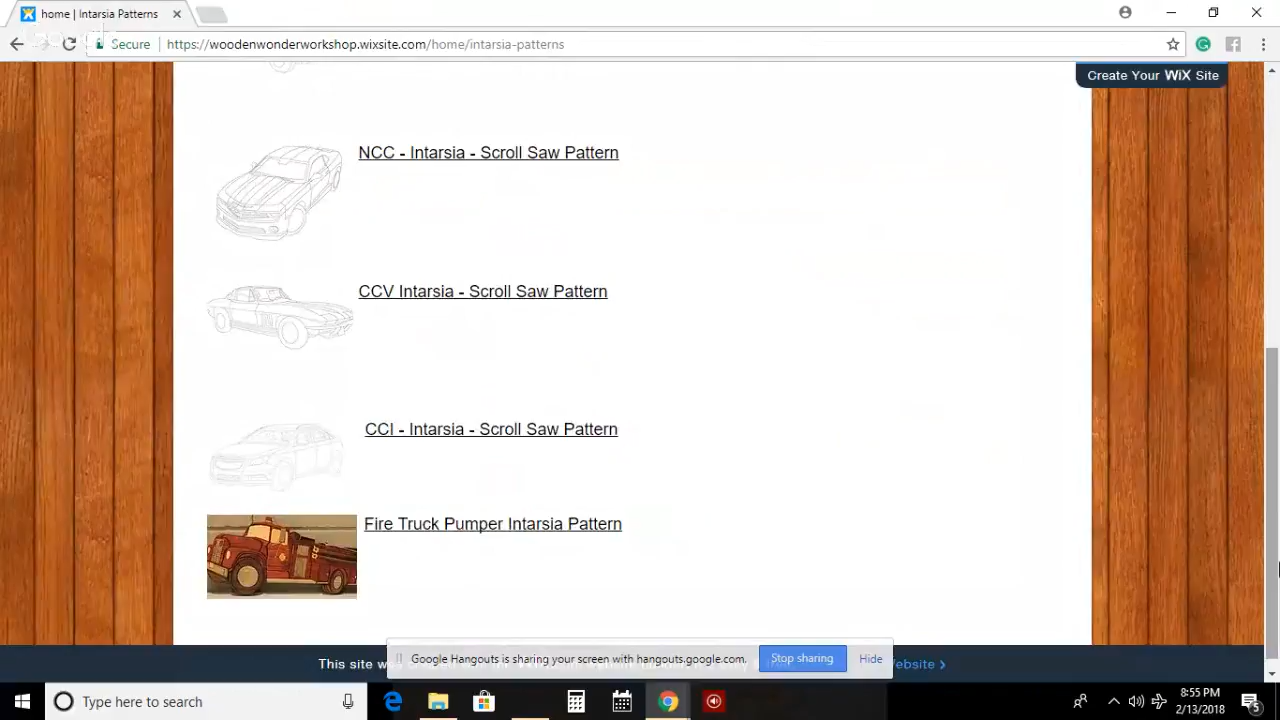 home | Intarsia Patterns
Secure
https://woodenwonderworkshop.wixsite.com/home/intarsia-patterns
Create Your WiX Site
NCC - Intarsia - Scroll Saw Pattern
CCV Intarsia - Scroll Saw Pattern
CCI - Intarsia - Scroll Saw Pattern
Fire Truck Pumper Intarsia Pattern
Google Hangouts is sharing your screen with hangouts.google.com.
Stop sharing
Hide
This site
Website >
Type here to search
8:55 PM
2/13/2018
5